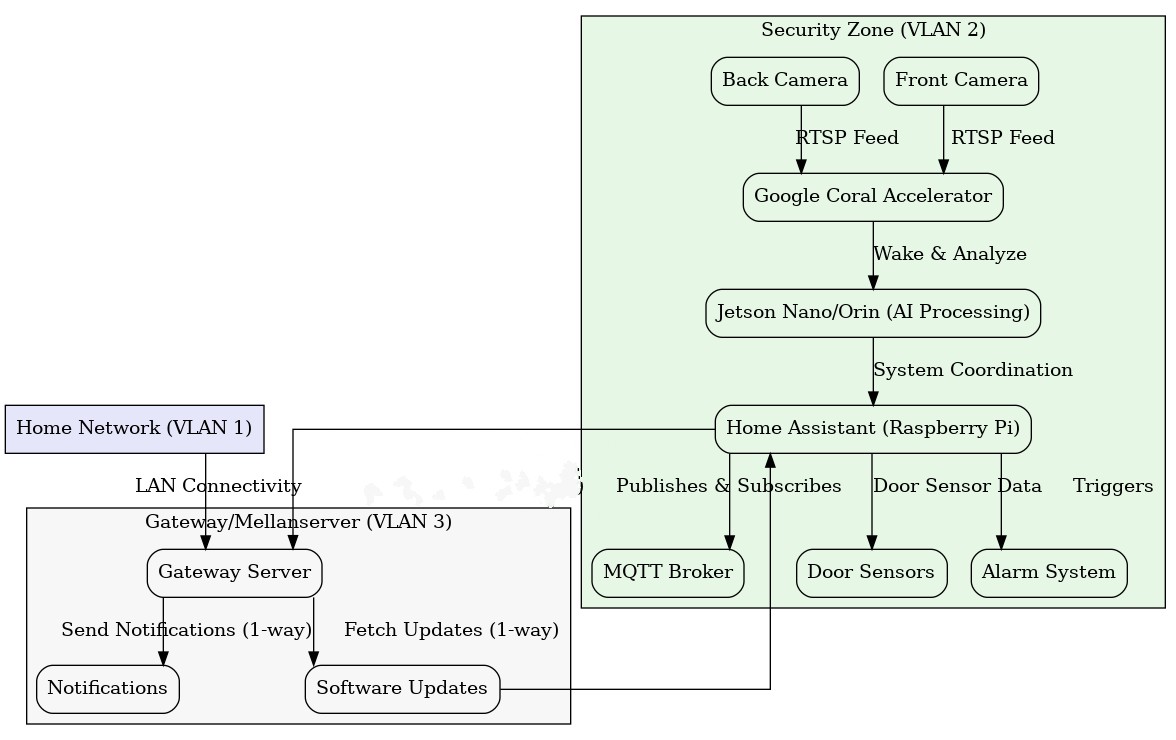 Security Zone (VLAN 2)
Back Camera
Front Camera
RTSP Feed
RTSP Feed
Google Coral Accelerator
Wake & Analyze
Jetson Nano/Orin (AI Processing)
System Coordination
Home Network (VLAN 1)
Home Assistant (Raspberry Pi)
LAN Connectivity
Publishes & Subscribes
Door Sensor Data
Triggers
Gateway/Mellanserver (VLAN 3)
Gateway Server
MQTT Broker
Door Sensors
Alarm System
Send Notifications (1-way)
Fetch Updates (1-way)
Notifications
Software Updates